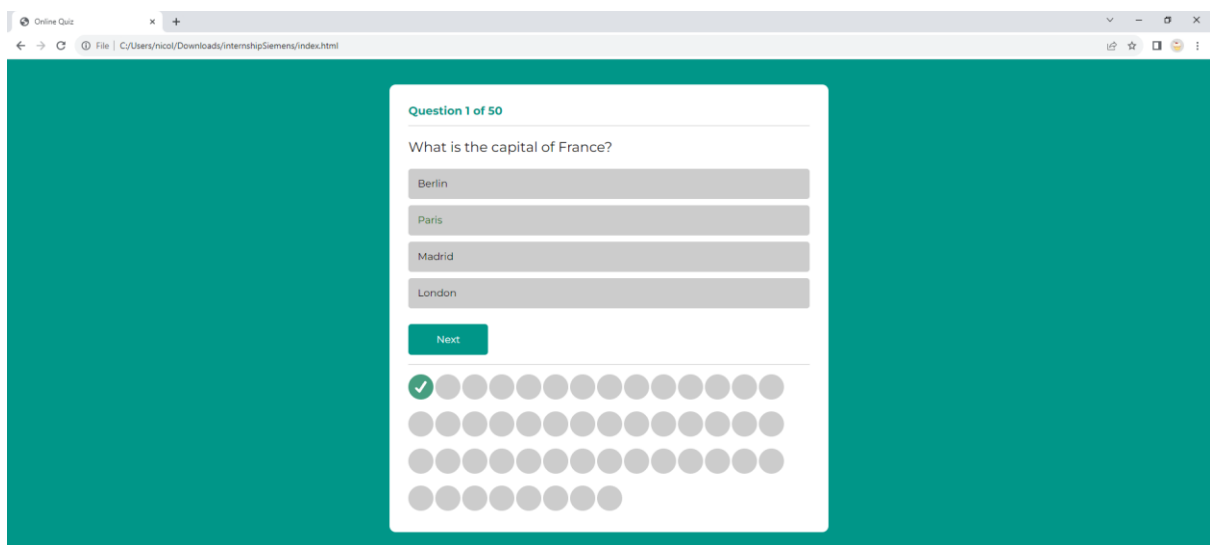 Online Quiz
File | C:/Users/nicol/Downloads/internshipSiemens/index.html
Question 1 of 50
What is the capital of France?
Berlin
Paris
Madrid
London
Next